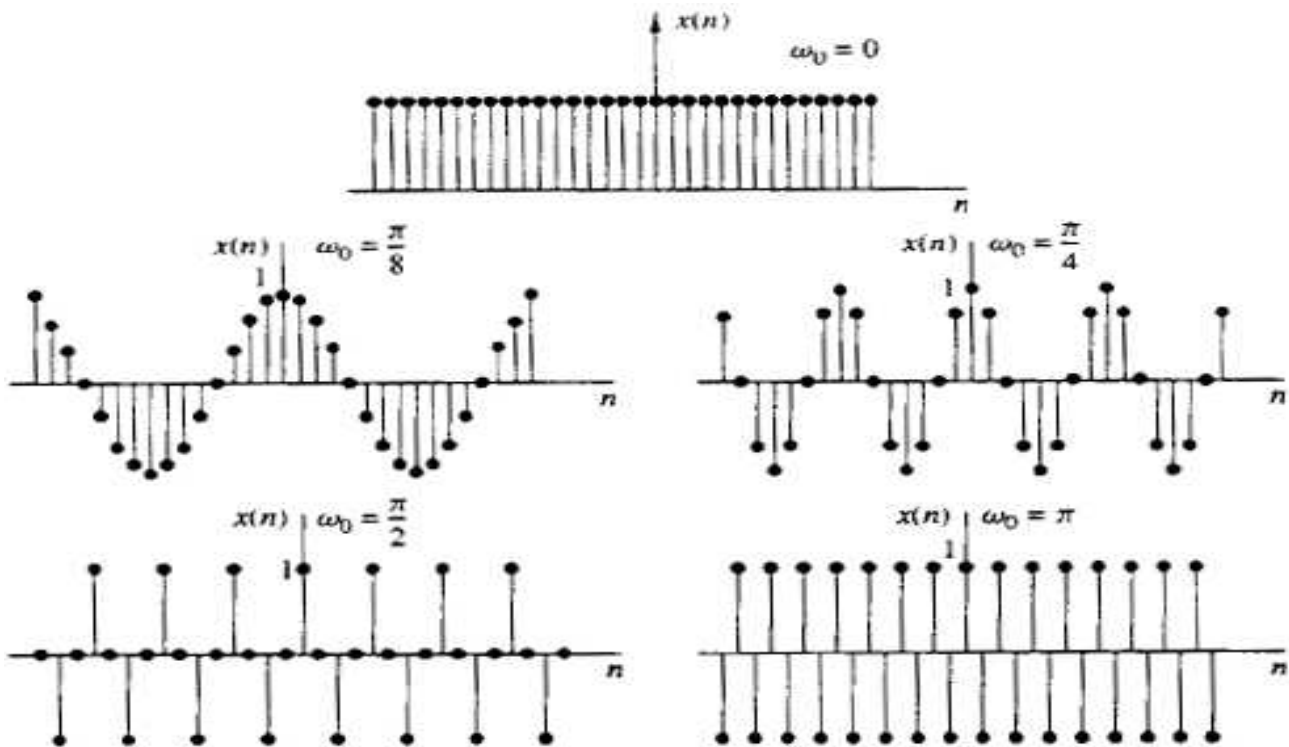 x(n)
ω₀ = 0
n
x(n) ω₀ = π/8
1
n
x(n) ω₀ = π/4
1
n
x(n) ω₀ = π/2
1
n
x(n) ω₀ = π
1
n